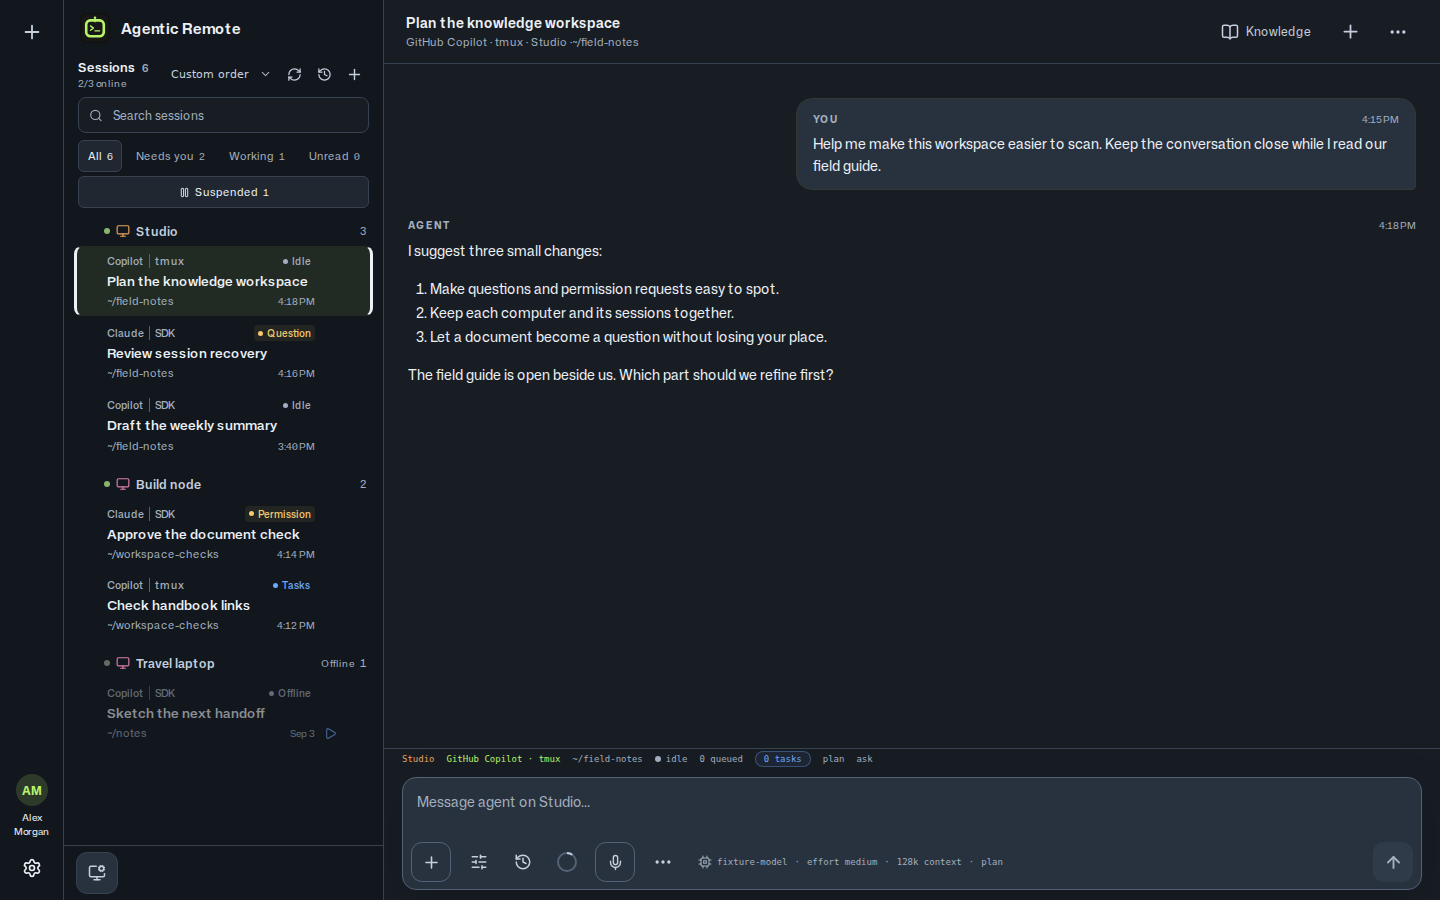 Agentic Remote
Sessions 6
2/3 online
Custom order
Search sessions
All 6
Needs you 2
Working 1
Unread 0
Suspended 1
Studio 3
Copilot | tmux
Idle
Plan the knowledge workspace
~/field-notes
4:18 PM
Claude | SDK
Question
Review session recovery
~/field-notes
4:16 PM
Copilot | SDK
Idle
Draft the weekly summary
~/field-notes
3:40 PM
Build node 2
Claude | SDK
Permission
Approve the document check
~/workspace-checks
4:14 PM
Copilot | tmux
Tasks
Check handbook links
~/workspace-checks
4:12 PM
Travel laptop
Offline 1
Copilot | SDK
Offline
Sketch the next handoff
~/notes
Sep 3
AM
Alex
Morgan
Plan the knowledge workspace
GitHub Copilot · tmux · Studio · ~/field-notes
Knowledge
YOU
4:15 PM
Help me make this workspace easier to scan. Keep the conversation close while I read our
field guide.
AGENT
4:18 PM
I suggest three small changes:
1. Make questions and permission requests easy to spot.
2. Keep each computer and its sessions together.
3. Let a document become a question without losing your place.
The field guide is open beside us. Which part should we refine first?
Studio
GitHub Copilot · tmux
~/field-notes
idle
0 queued
0 tasks
plan
ask
Message agent on Studio...
fixture-model · effort medium · 128k context · plan